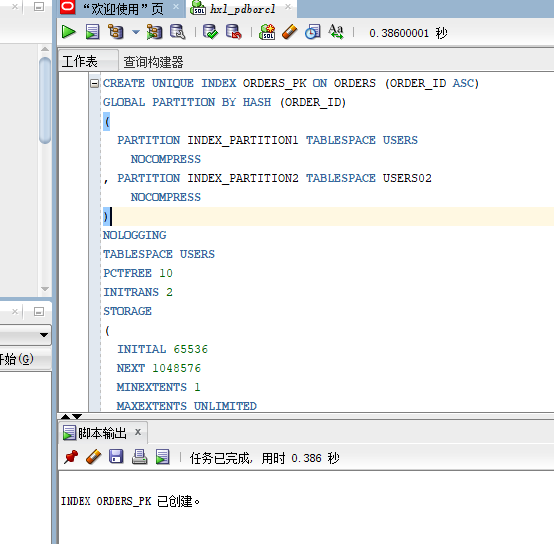 "欢迎使用"页
hxl_pdborcl
0.38600001 秒
工作表
查询构建器
CREATE UNIQUE INDEX ORDERS_PK ON ORDERS (ORDER_ID ASC)
GLOBAL PARTITION BY HASH (ORDER_ID)
(
PARTITION INDEX_PARTITION1 TABLESPACE USERS
NOCOMPRESS
, PARTITION INDEX_PARTITION2 TABLESPACE USERS02
NOCOMPRESS
)
NOLOGGING
TABLESPACE USERS
PCTFREE 10
INITRANS 2
STORAGE
(
INITIAL 65536
NEXT 1048576
MINEXTENTS 1
MAXEXTENTS UNLIMITED
开始(G)
脚本输出
任务已完成, 用时 0.386 秒
INDEX ORDERS_PK 已创建。